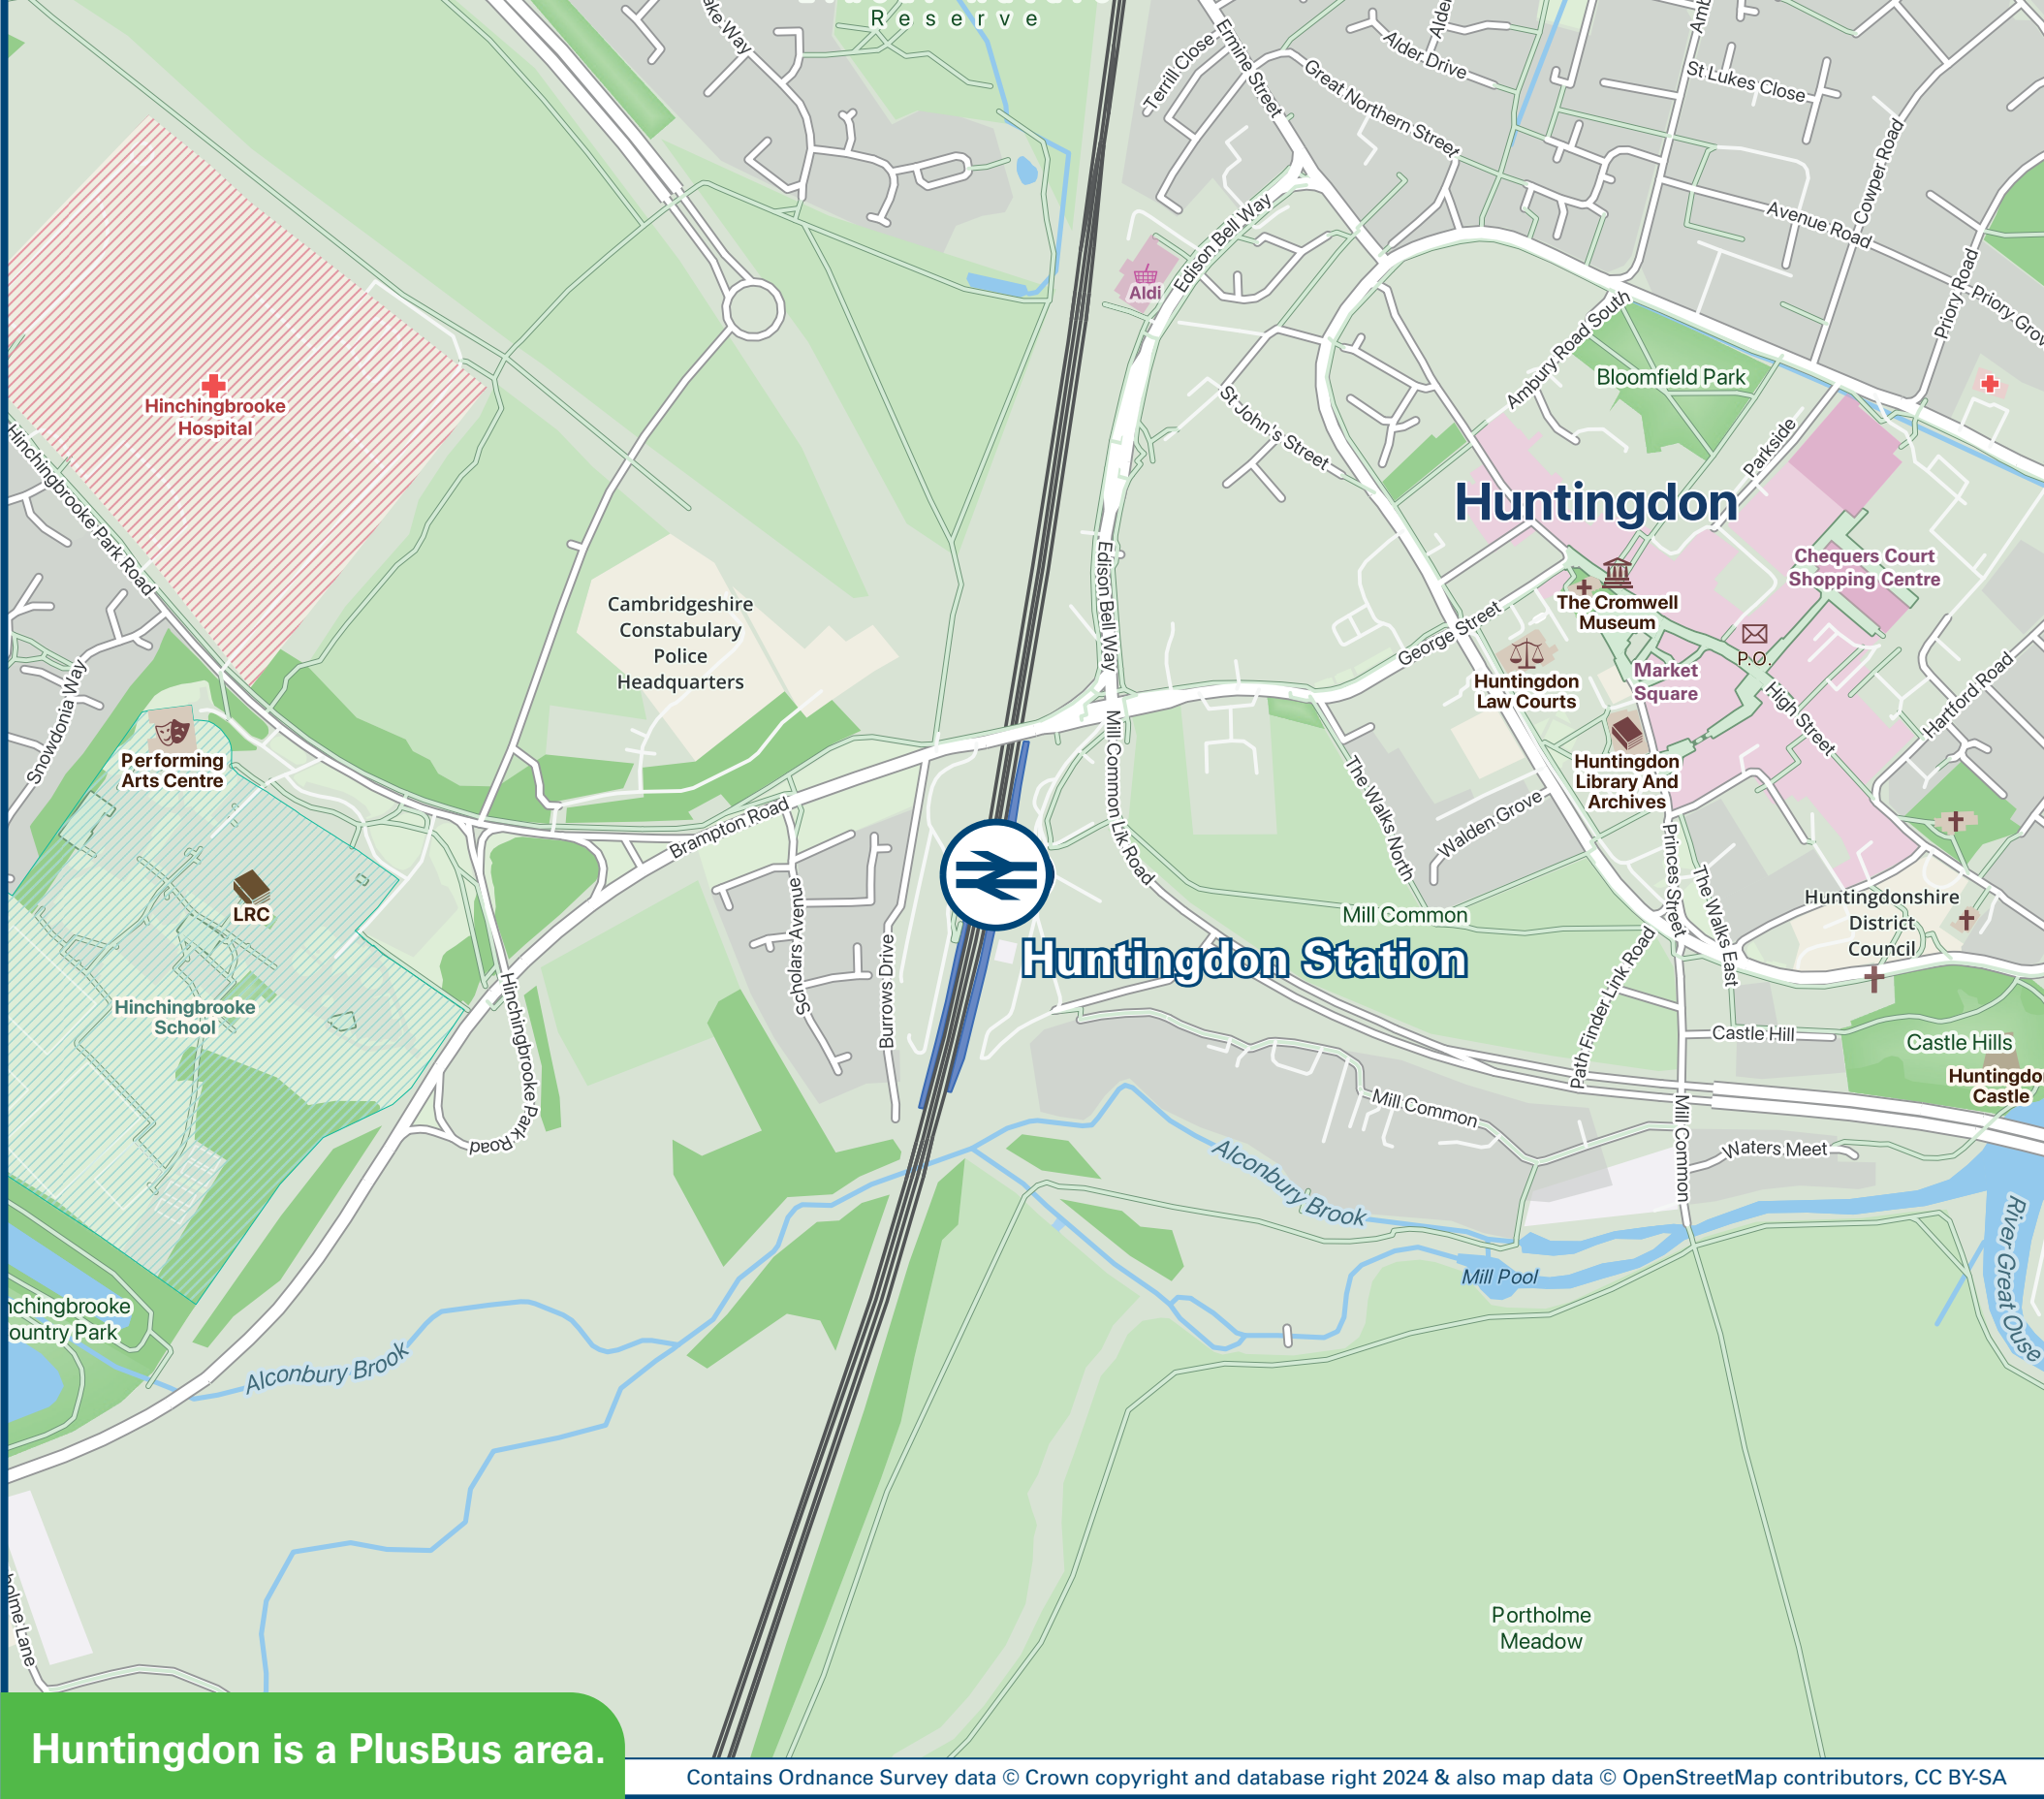 Reserve
Ermine Street
Terrill Close
Alder Drive
Great Northern Street
St Lukes Close
Cowper Road
Avenue Road
Priory Road
Edison Bell Way
Aldi
Ambury Road South
Bloomfield Park
St John's Street
Parkside
Hinchingbrooke
Hospital
Hinchingbrooke Park Road
Huntingdon
Chequers Court
Shopping Centre
Edison Bell Way
Cambridgeshire
Constabulary
Police
Headquarters
The Cromwell
Museum
George Street
P.O.
Market
Square
Huntingdon
Law Courts
High Street
Hartford Road
Snowdonia Way
Performing
Arts Centre
Mill Common Lik Road
The Walks North
Huntingdon
Library And
Archives
Walden Grove
Brampton Road
Princes Street
The Walks East
LRC
Scholars Avenue
Burrows Drive
Mill Common
Huntingdonshire
District
Council
Huntingdon Station
Path Finder Link Road
Hinchingbrooke
School
Hinchingbrooke Park Road
Castle Hill
Castle Hills
Castle
Mill Common
Mill Common
Waters Meet
Alconbury Brook
River Great Ouse
Mill Pool
Alconbury Brook
Portholme
Meadow
Huntingdon is a PlusBus area.
Contains Ordnance Survey data © Crown copyright and database right 2024 & also map data © OpenStreetMap contributors, CC BY-SA